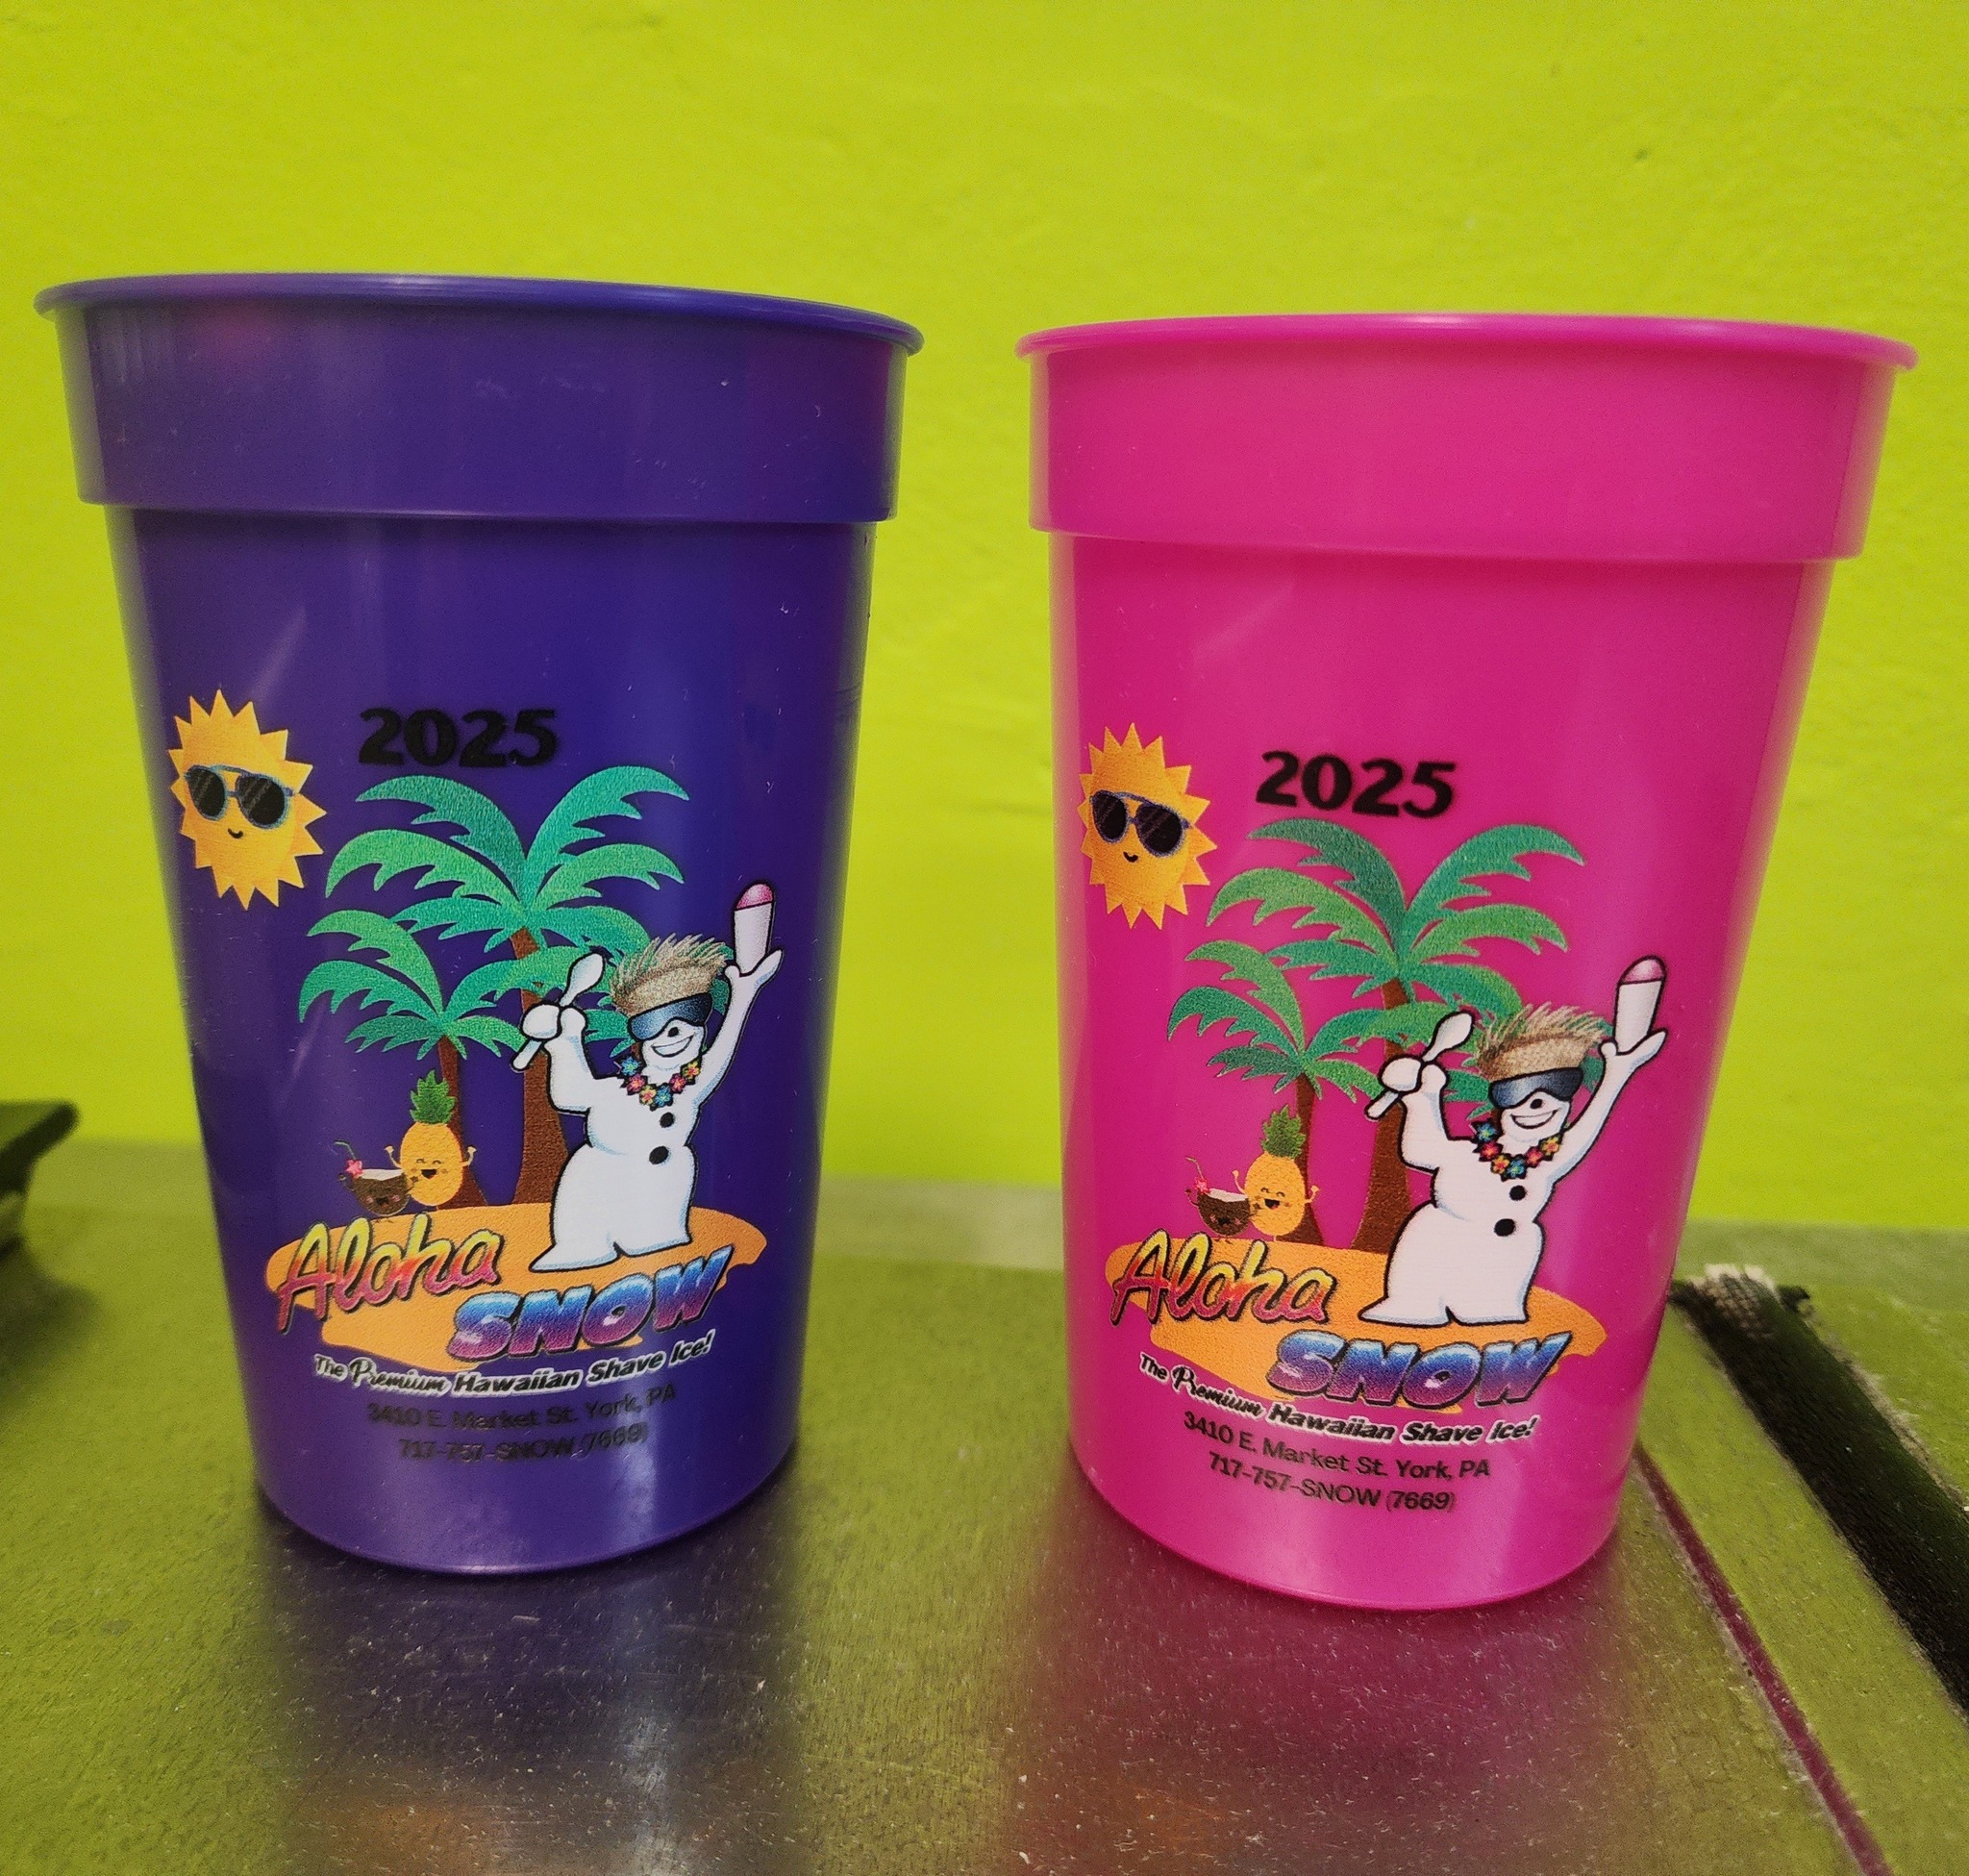 2025
Aloha
SNOW
The Premium Hawaiian Shave Ice!
3410 E. Market St. York, PA
717-757-SNOW (7669)
2025
Aloha
SNOW
The Premium Hawaiian Shave Ice!
3410 E. Market St. York, PA
717-757-SNOW (7669)